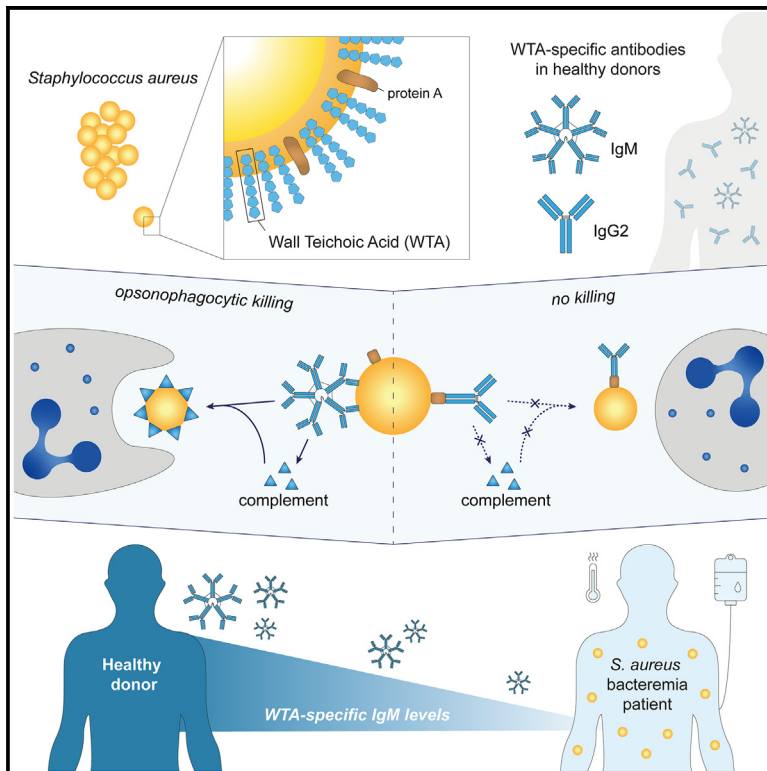 Staphylococcus aureus
protein A
Wall Teichoic Acid (WTA)
WTA-specific antibodies
in healthy donors
IgM
IgG2
opsonophagocytic killing
no killing
complement
complement
Healthy
donor
WTA-specific IgM levels
S. aureus
bacteremia
patient